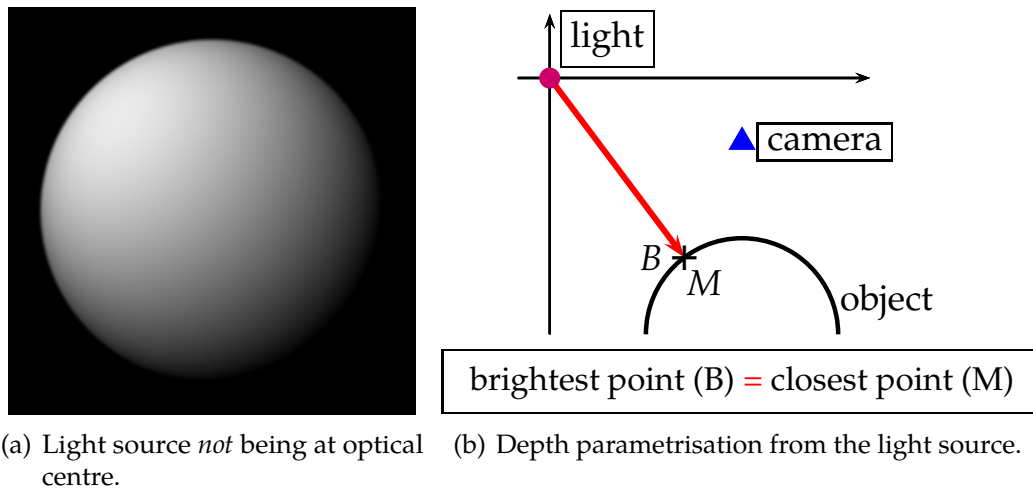 light
camera
B
M
object
brightest point (B) = closest point (M)
(a) Light source not being at optical
centre.
(b) Depth parametrisation from the light source.